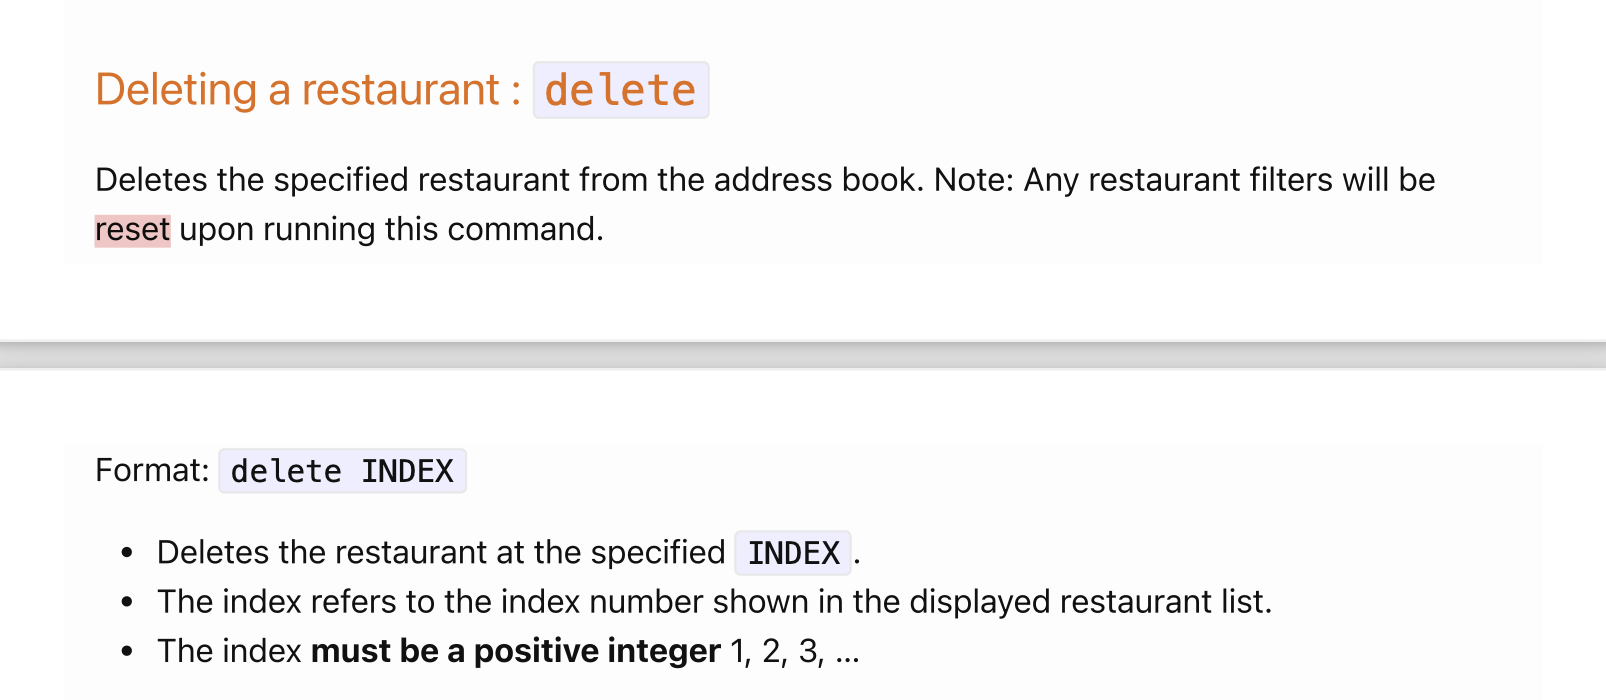 Deleting a restaurant : delete
Deletes the specified restaurant from the address book. Note: Any restaurant filters will be
reset upon running this command.
Format: delete INDEX
• Deletes the restaurant at the specified INDEX.
• The index refers to the index number shown in the displayed restaurant list.
• The index must be a positive integer 1, 2, 3, …